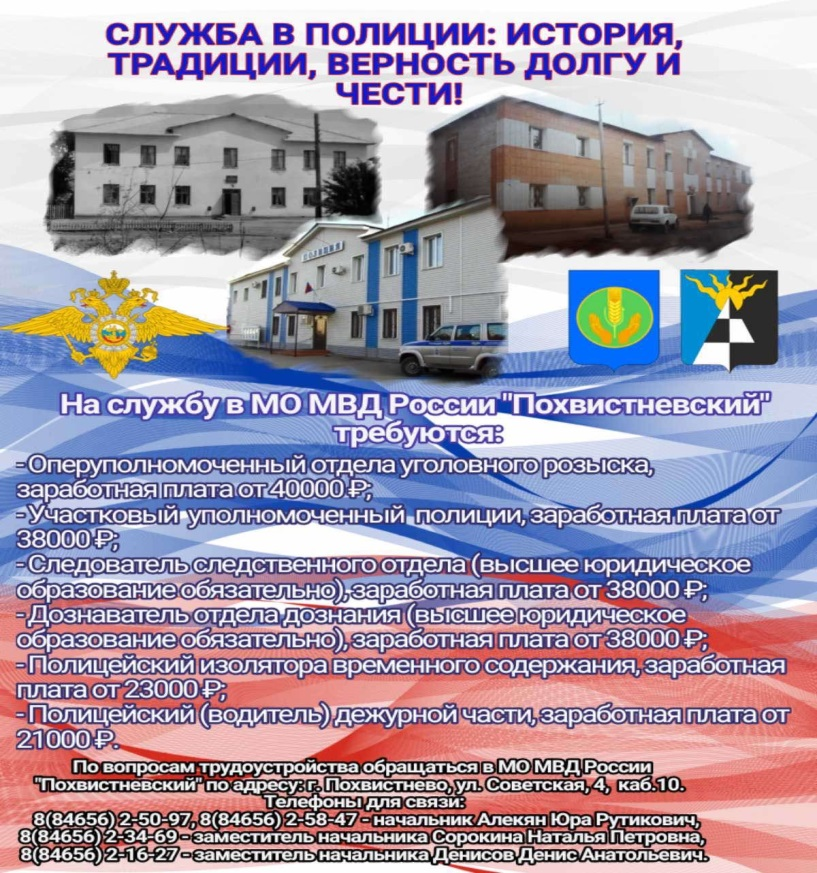 СЛУЖБА В ПОЛИЦИИ: ИСТОРИЯ,
ТРАДИЦИИ, ВЕРНОСТЬ ДОЛГУ И
ЧЕСТИ!
ПОЛИЦИЯ
На службу в МО МВД России "Похвистневский"
требуются:
- Оперуполномоченный отдела уголовного розыска,
заработная плата от 40000 ₽;
- Участковый уполномоченный полиции, заработная плата от
38000 ₽;
- Следователь следственного отдела (высшее юридическое
образование обязательно), заработная плата от 38000 ₽;
- Дознаватель отдела дознания (высшее юридическое
образование обязательно), заработная плата от 38000 ₽;
- Полицейский изолятора временного содержания, заработная
плата от 23000 ₽;
- Полицейский (водитель) дежурной части, заработная плата от
21000 ₽.
По вопросам трудоустройства обращаться в МО МВД России
"Похвистневский" по адресу: г. Похвистнево, ул. Советская, 4, каб.10.
Телефоны для связи:
8(84656) 2-50-97, 8(84656) 2-58-47 - начальник Алекян Юра Рутикович,
8(84656) 2-34-69 - заместитель начальника Сорокина Наталья Петровна,
8(84656) 2-16-27 - заместитель начальника Денисов Денис Анатольевич.